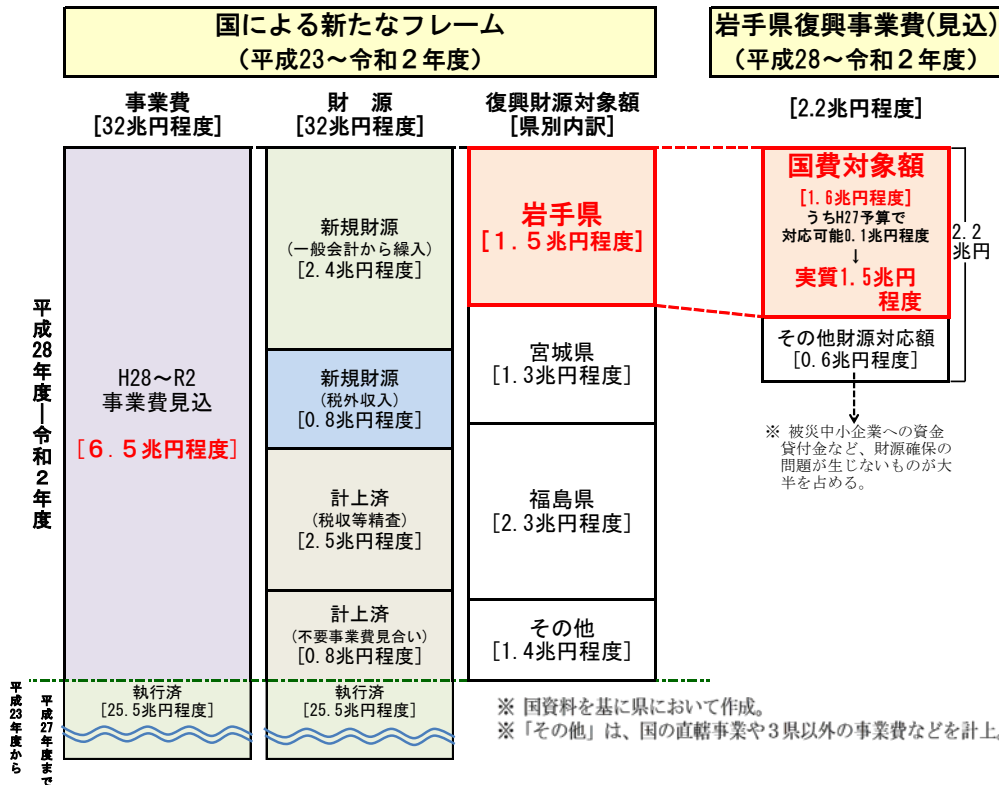 国による新たなフレーム
（平成23～令和２年度）
岩手県復興事業費(見込)
（平成28～令和２年度）
事業費
[32兆円程度]
財　源
[32兆円程度]
復興財源対象額
[県別内訳]
[2.2兆円程度]
平成28年度―令和２年度
H28～R2
事業費見込
[６.５兆円程度]
新規財源
(一般会計から繰入)
[2.4兆円程度]
新規財源
(税外収入)
[0.8兆円程度]
計上済
(税収等精査)
[2.5兆円程度]
計上済
(不要事業費見合い)
[0.8兆円程度]
岩手県
[１.５兆円程度]
宮城県
[1.3兆円程度]
福島県
[2.3兆円程度]
その他
[1.4兆円程度]
国費対象額
[1.6兆円程度]
うちH27予算で
対応可能0.1兆円程度
↓
実質1.5兆円
程度
2.2
兆円
その他財源対応額
[0.6兆円程度]
※ 被災中小企業への資金
貸付金など、財源確保の
問題が生じないものが大
半を占める。
平成23年度から
平成27年度まで
執行済
[25.5兆円程度]
執行済
[25.5兆円程度]
※ 国資料を基に県において作成。
※「その他」は、国の直轄事業や３県以外の事業費などを計上。